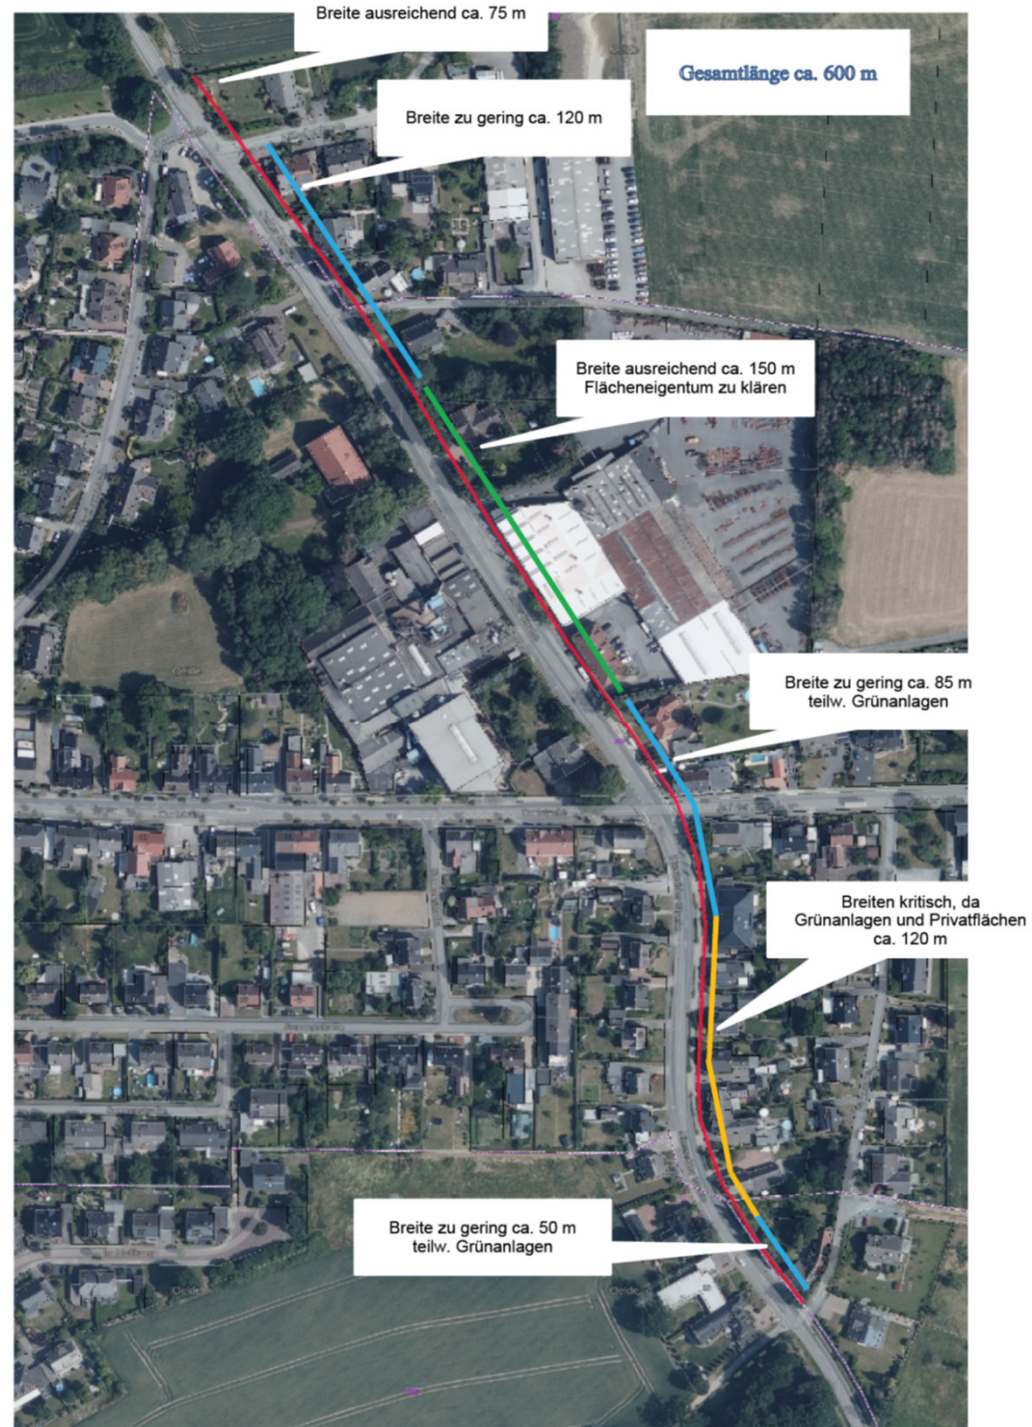 Breite ausreichend ca. 75 m
Gesamtlänge ca. 600 m
Breite zu gering ca. 120 m
Breite ausreichend ca. 150 m
Flächeneigentum zu klären
Breite zu gering ca. 85 m
teilw. Grünanlagen
Breiten kritisch, da
Grünanlagen und Privatflächen
ca. 120 m
Breite zu gering ca. 50 m
teilw. Grünanlagen